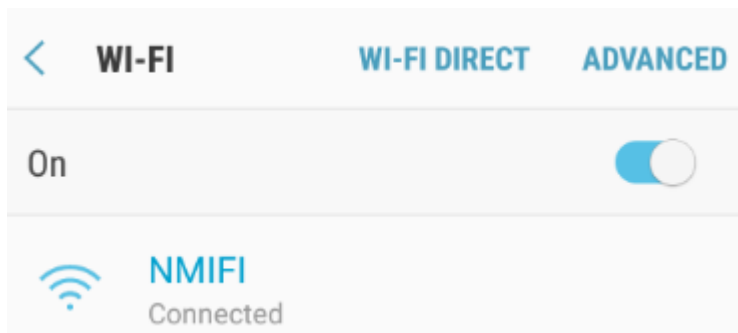 WI-FI WI-FI DIRECT ADVANCED
On
NMIFI
Connected